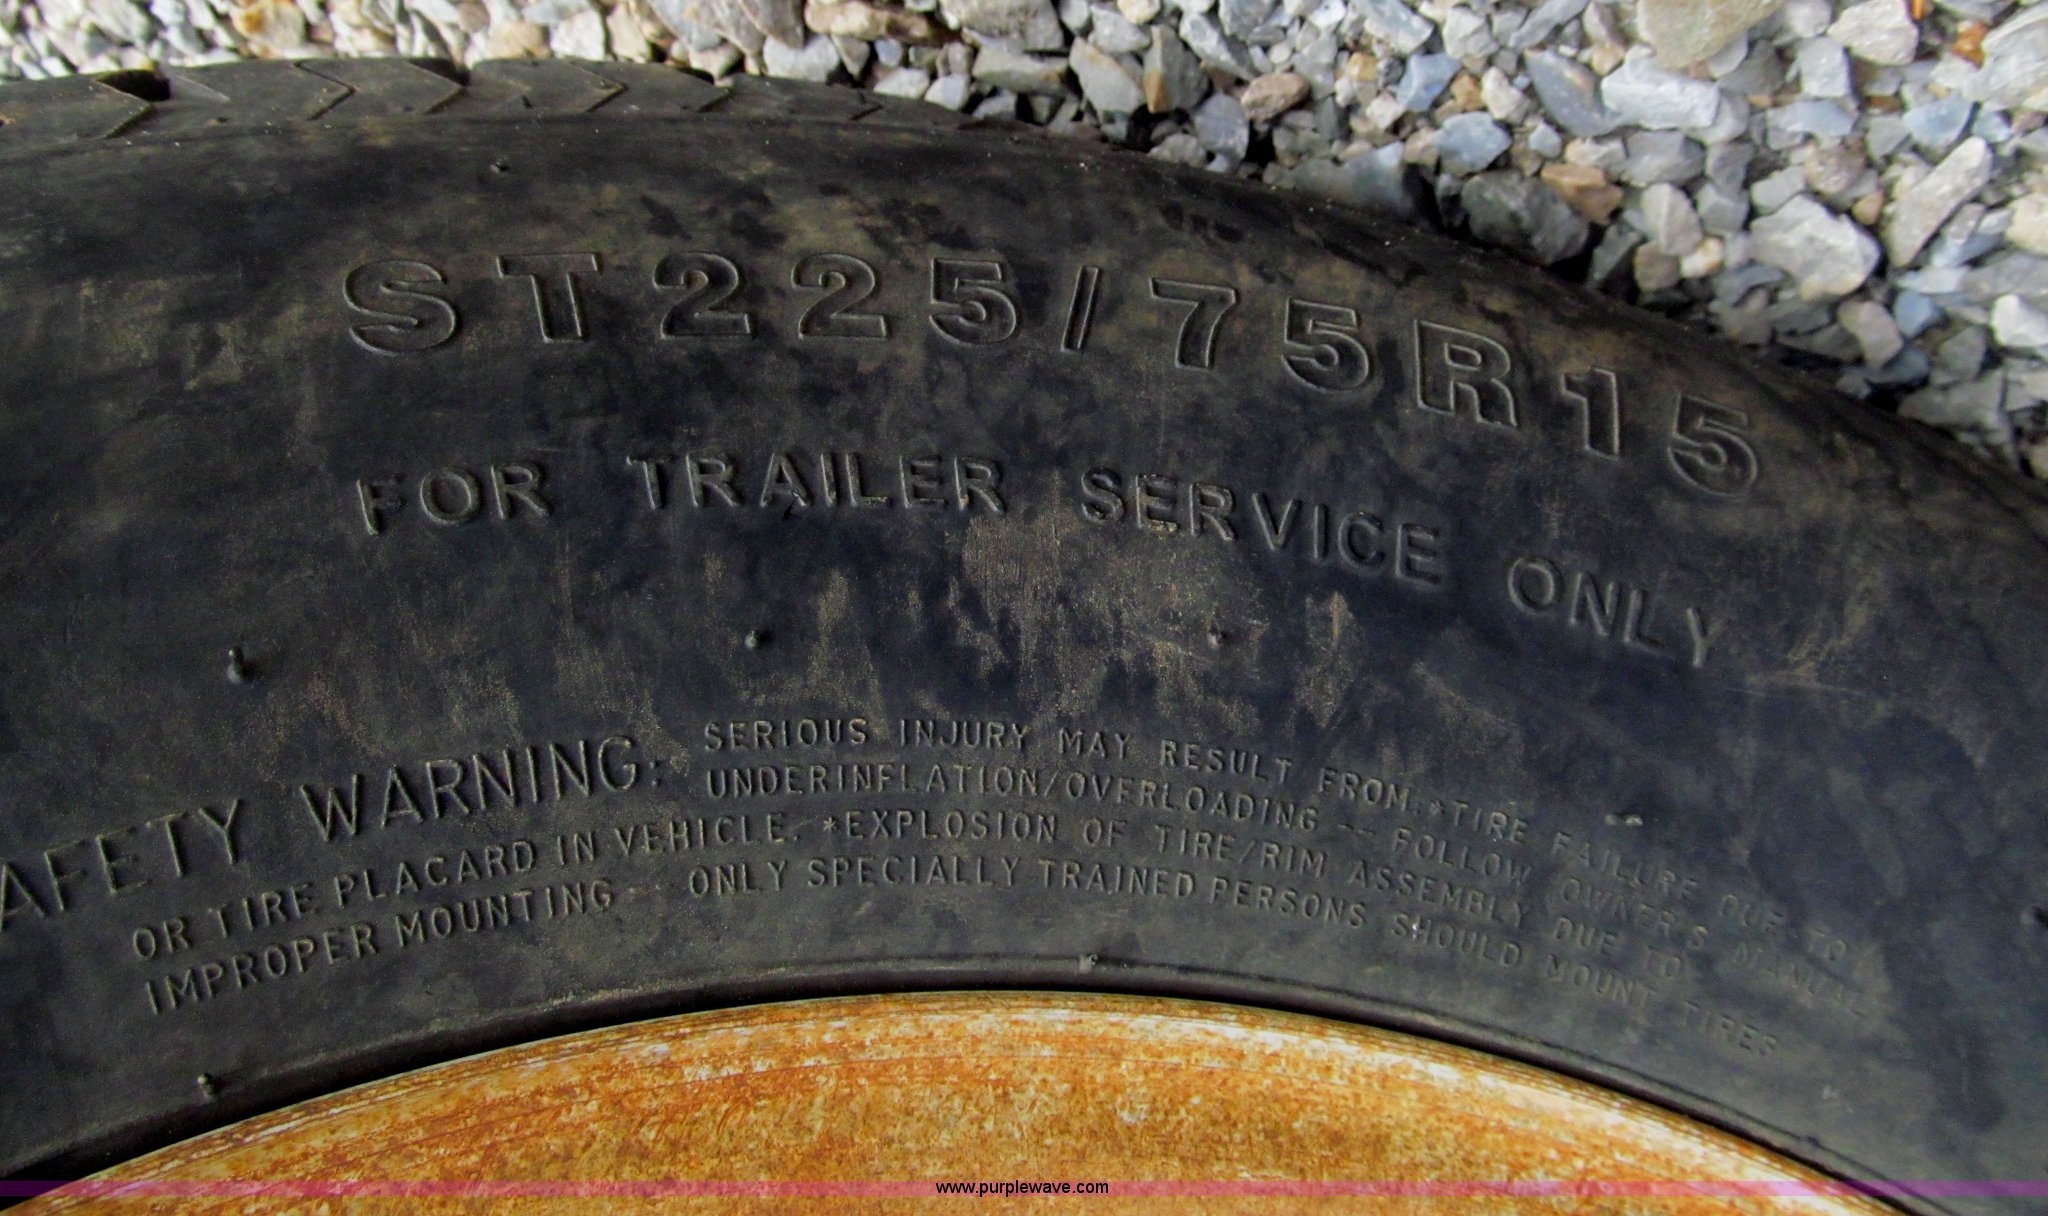 ST225/75R15
FOR TRAILER SERVICE ONLY
AFETY WARNING: SERIOUS INJURY MAY RESULT FROM:*TIRE FAILURE DUE TO
UNDERINFLATION/OVERLOADING -- FOLLOW OWNER'S MANUAL
OR TIRE PLACARD IN VEHICLE. *EXPLOSION OF TIRE/RIM ASSEMBLY DUE TO
IMPROPER MOUNTING -- ONLY SPECIALLY TRAINED PERSONS SHOULD MOUNT TIRES
www.purplewave.com